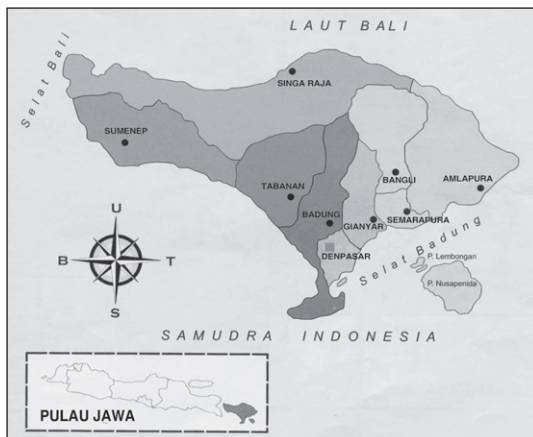 LAUT BALI
Selat Bali
SINGA RAJA
SUMENEP
BANGLI
AMLAPURA
TABANAN
BADUNG
GIANYAR
SEMARAPURA
U
B
T
S
DENPASAR
Selat Badung
P. Lembongan
P. Nusapenida
SAMUDRA INDONESIA
PULAU JAWA